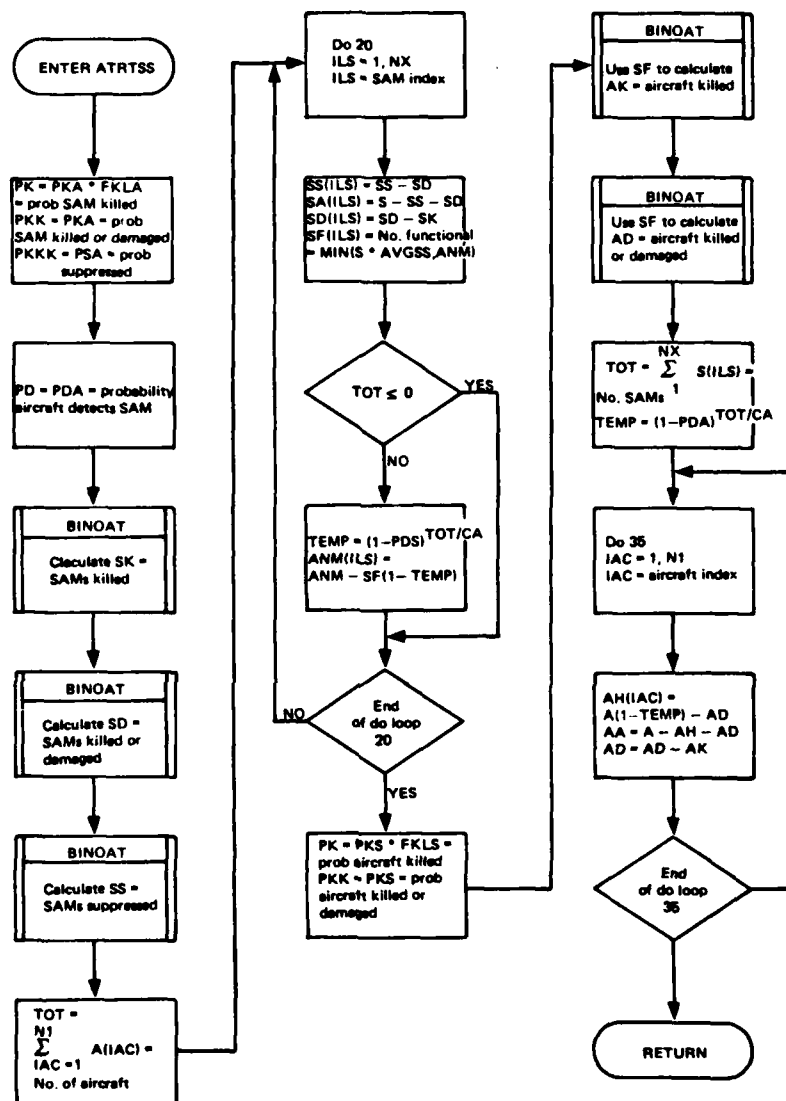 ENTER ATRTSS
PK = PKA * FKLA
= prob SAM killed
PKK = PKA = prob
SAM killed or damaged
PKKK = PSA = prob
suppressed
PD = PDA = probability
aircraft detects SAM
BINOAT
Claculate SK =
SAMs killed
BINOAT
Calculate SD =
SAMs killed or
damaged
BINOAT
Calculate SS =
SAMs suppressed
TOT =
N1
Σ A(IAC) =
IAC =1
No. of aircraft
Do 20
ILS = 1, NX
ILS = SAM index
SS(ILS) = SS − SD
SA(ILS) = S − SS − SD
SD(ILS) = SD − SK
SF(ILS) = No. functional
= MIN(S * AVGSS,ANM)
TOT ≤ 0
YES
NO
TEMP = (1−PDS)^TOT/CA
ANM(ILS) =
ANM − SF(1−TEMP)
NO
End
of do loop
20
YES
PK = PKS * FKLS =
prob aircraft killed
PKK = PKS = prob
aircraft killed or
damaged
BINOAT
Use SF to calculate
AK = aircraft killed
BINOAT
Use SF to calculate
AD = aircraft killed
or damaged
NX
TOT = Σ S(ILS) =
1
No. SAMs
TEMP = (1−PDA)^TOT/CA
Do 35
IAC = 1, N1
IAC = aircraft index
AH(IAC) =
A(1−TEMP) − AD
AA = A − AH − AD
AD = AD − AK
End
of do loop
35
RETURN